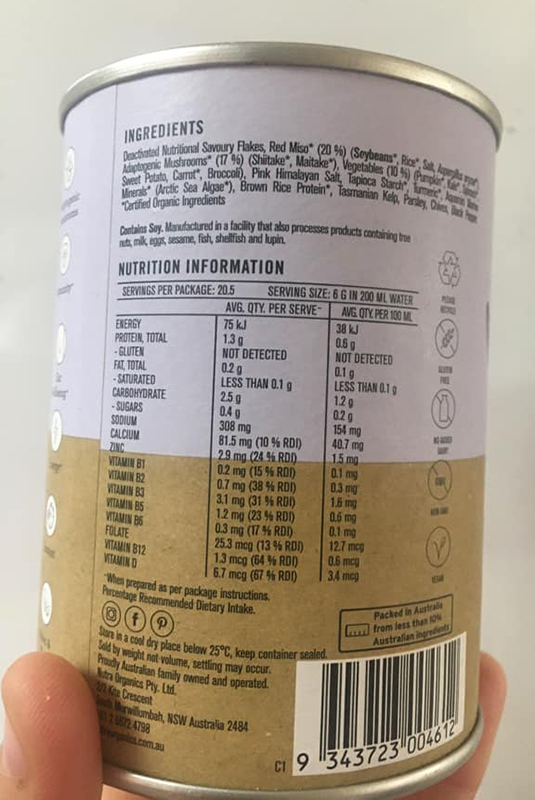 INGREDIENTS
Deactivated Nutritional Savoury Flakes, Red Miso* (20 %) (Soybeans*, Rice*, Salt, Aspergillus oryzae*),
Adaptogenic Mushrooms* (17 %) (Shiitake*, Maitake*), Vegetables (10 %) (Pumpkin*, Kale*,
Sweet Potato, Carrot*, Broccoli), Pink Himalayan Salt, Tapioca Starch*, Turmeric*, Aquamin
Minerals* (Arctic Sea Algae*), Brown Rice Protein*, Tasmanian Kelp, Parsley, Chives, Black Pepper.
*Certified Organic Ingredients
Contains Soy. Manufactured in a facility that also processes products containing tree
nuts, milk, eggs, sesame, fish, shellfish and lupin.
NUTRITION INFORMATION
SERVINGS PER PACKAGE: 20.5 SERVING SIZE: 6 G IN 200 ML WATER
AVG. QTY. PER SERVE~ AVG. QTY. PER 100 ML
ENERGY 75 kJ 38 kJ
PROTEIN, TOTAL 1.3 g 0.6 g
- GLUTEN NOT DETECTED NOT DETECTED
FAT, TOTAL 0.2 g 0.1 g
- SATURATED LESS THAN 0.1 g LESS THAN 0.1 g
CARBOHYDRATE 2.5 g 1.2 g
- SUGARS 0.4 g 0.2 g
SODIUM 308 mg 154 mg
CALCIUM 81.5 mg (10 % RDI) 40.7 mg
ZINC 2.9 mg (24 % RDI) 1.5 mg
VITAMIN B1 0.2 mg (15 % RDI) 0.1 mg
VITAMIN B2 0.7 mg (38 % RDI) 0.3 mg
VITAMIN B3 3.1 mg (31 % RDI) 1.6 mg
VITAMIN B5 1.2 mg (23 % RDI) 0.6 mg
VITAMIN B6 0.3 mg (17 % RDI) 0.1 mg
FOLATE 25.3 mcg (13 % RDI) 12.7 mcg
VITAMIN B12 1.3 mcg (64 % RDI) 0.6 mcg
VITAMIN D 6.7 mcg (67 % RDI) 3.4 mcg
~When prepared as per package instructions.
Percentage Recommended Dietary Intake.
Store in a cool dry place below 25°C, keep container sealed.
Sold by weight not volume, settling may occur.
Proudly Australian family owned and operated.
Nutra Organics Pty. Ltd.
Kite Crescent
Murwillumbah, NSW Australia 2484
6672 4798
organics.com.au
PLEASE
RECYCLE
GLUTEN
FREE
NO ADDED
NON GMO
VEGAN
Packed in Australia
from less than 10%
Australian ingredients
C1 9 343723 004612